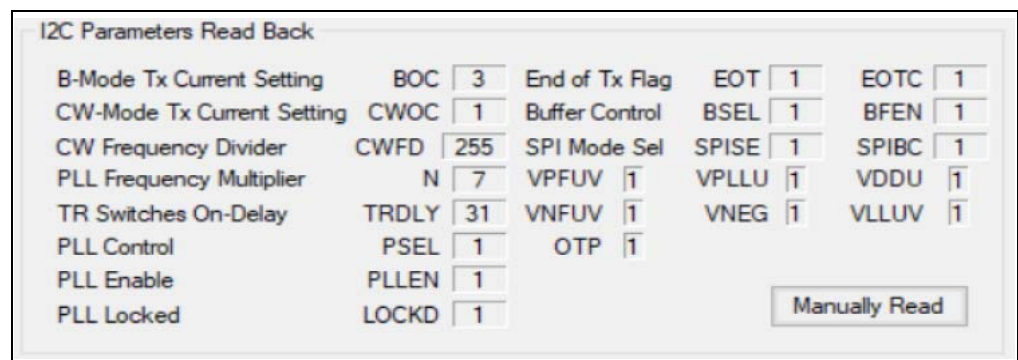 I2C Parameters Read Back
B-Mode Tx Current Setting BOC 3 End of Tx Flag EOT 1 EOTC 1
CW-Mode Tx Current Setting CWOC 1 Buffer Control BSEL 1 BFEN 1
CW Frequency Divider CWFD 255 SPI Mode Sel SPISE 1 SPIBC 1
PLL Frequency Multiplier N 7 VPFUV 1 VPLLU 1 VDDU 1
TR Switches On-Delay TRDLY 31 VNFUV 1 VNEG 1 VLLUV 1
PLL Control PSEL 1 OTP 1
PLL Enable PLLEN 1
PLL Locked LOCKD 1
Manually Read